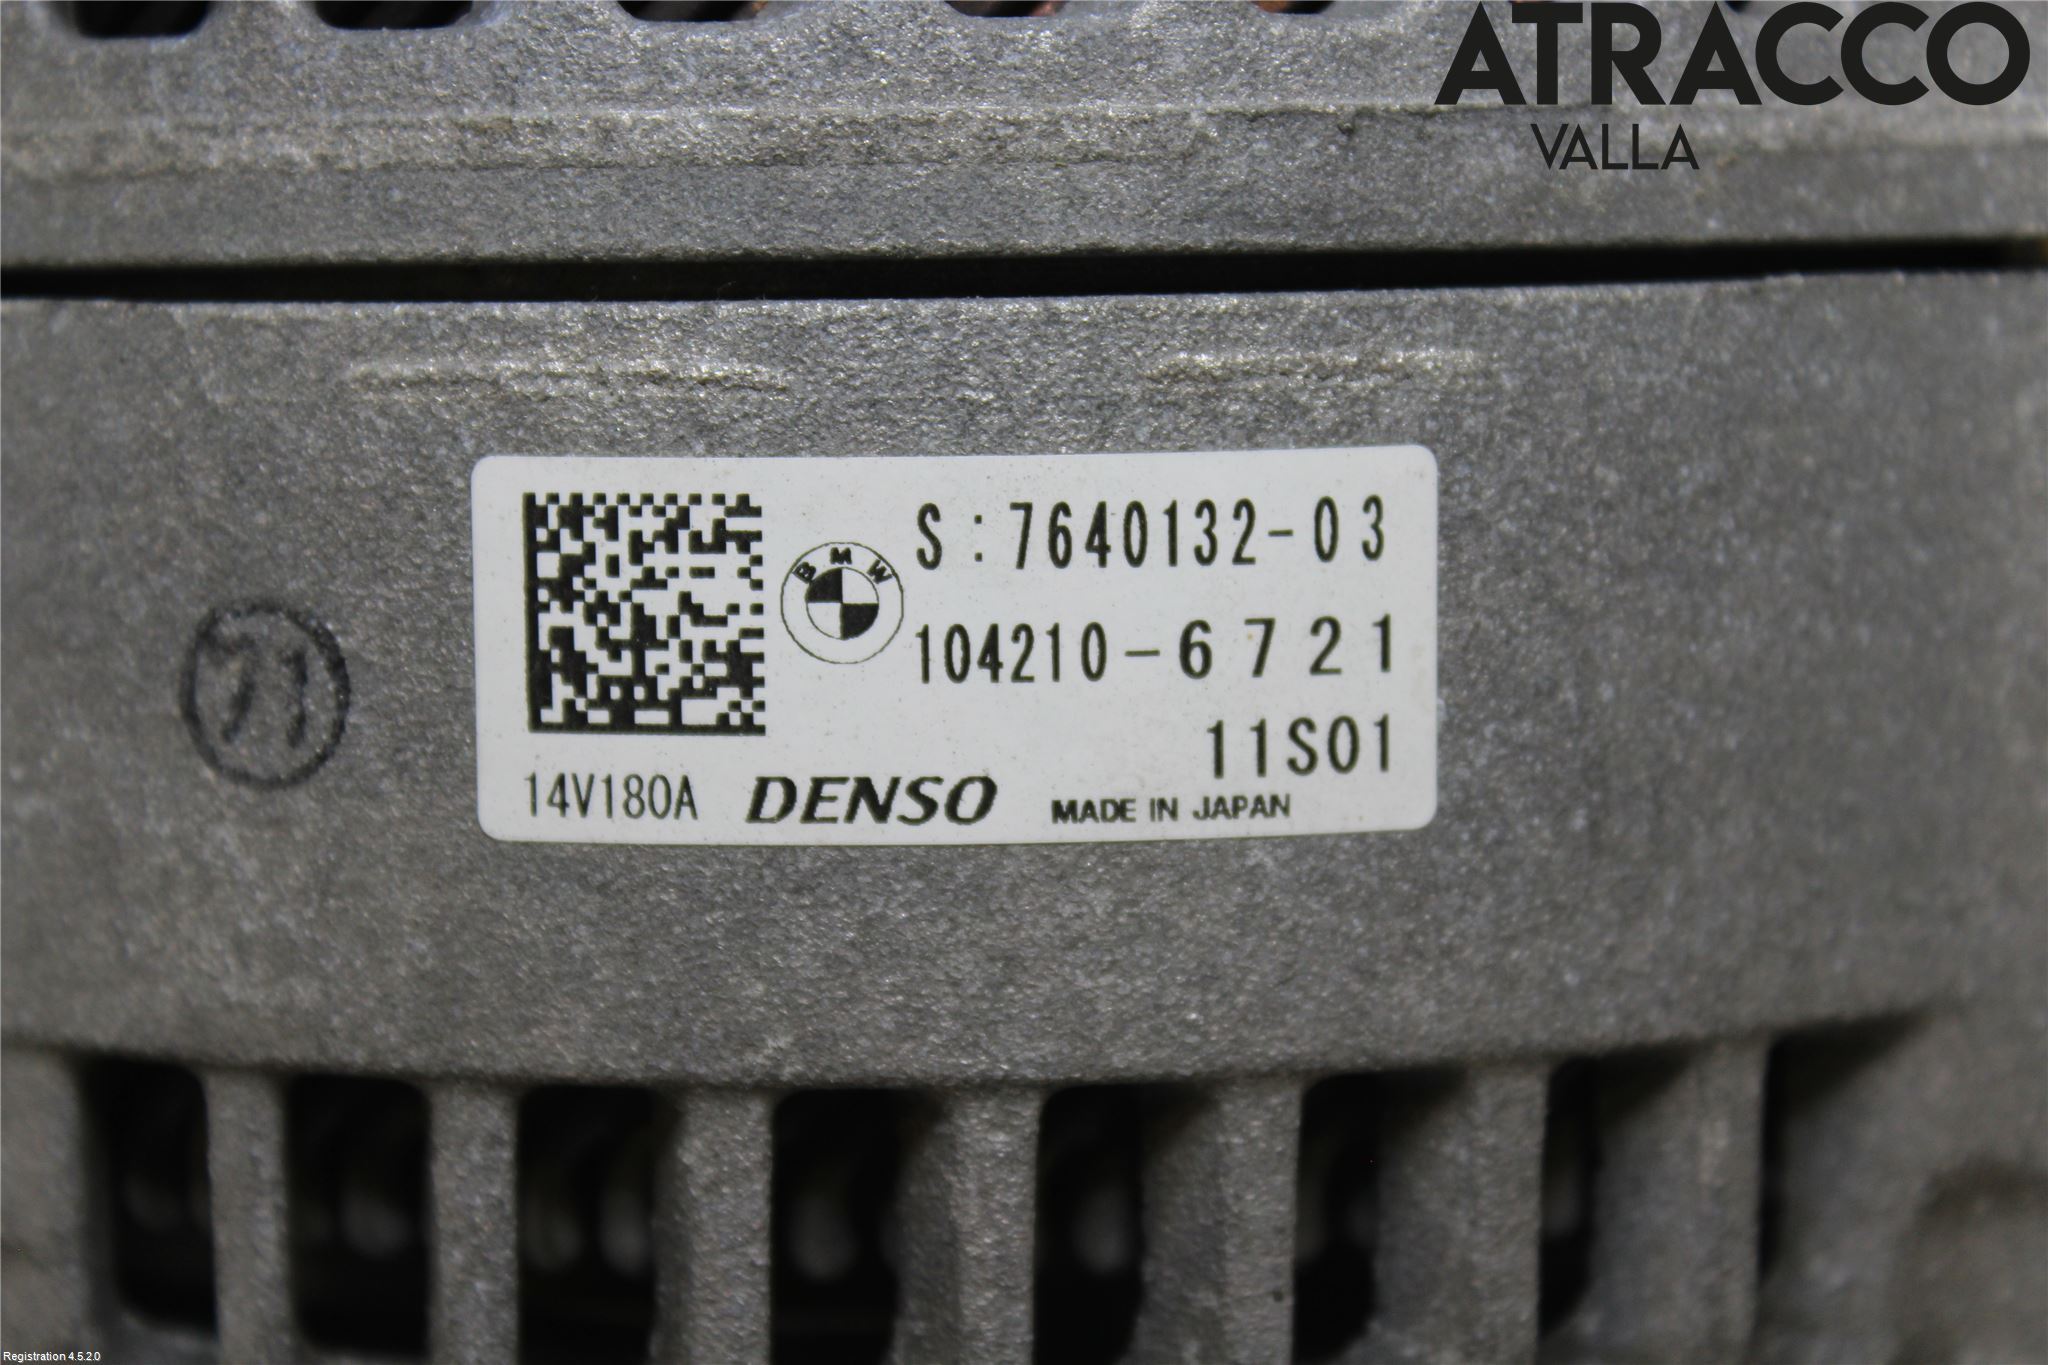 ATRACCO
VALLA
BMW
S:7640132-03
104210-6721
11S01
14V180A DENSO MADE IN JAPAN
Registration 4.5.2.0